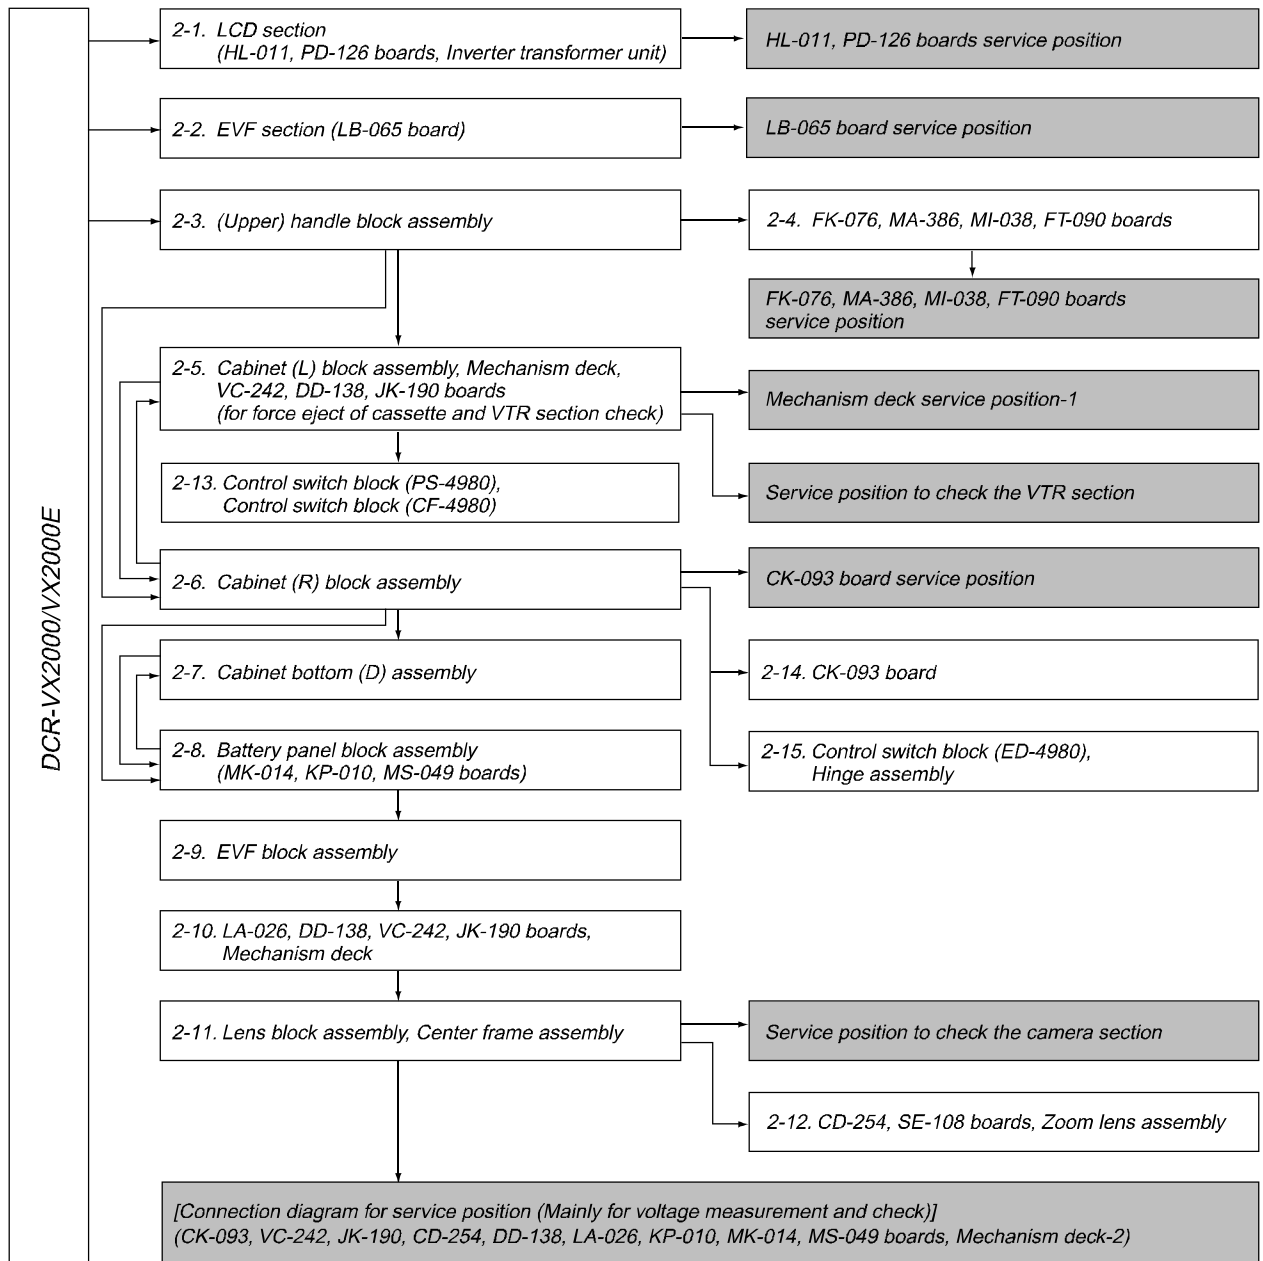 DCR-VX2000/VX2000E
2-1. LCD section
(HL-011, PD-126 boards, Inverter transformer unit)
HL-011, PD-126 boards service position
2-2. EVF section (LB-065 board)
LB-065 board service position
2-3. (Upper) handle block assembly
2-4. FK-076, MA-386, MI-038, FT-090 boards
FK-076, MA-386, MI-038, FT-090 boards
service position
2-5. Cabinet (L) block assembly, Mechanism deck,
VC-242, DD-138, JK-190 boards
(for force eject of cassette and VTR section check)
Mechanism deck service position-1
2-13. Control switch block (PS-4980),
Control switch block (CF-4980)
Service position to check the VTR section
2-6. Cabinet (R) block assembly
CK-093 board service position
2-7. Cabinet bottom (D) assembly
2-14. CK-093 board
2-8. Battery panel block assembly
(MK-014, KP-010, MS-049 boards)
2-15. Control switch block (ED-4980),
Hinge assembly
2-9. EVF block assembly
2-10. LA-026, DD-138, VC-242, JK-190 boards,
Mechanism deck
2-11. Lens block assembly, Center frame assembly
Service position to check the camera section
2-12. CD-254, SE-108 boards, Zoom lens assembly
[Connection diagram for service position (Mainly for voltage measurement and check)]
(CK-093, VC-242, JK-190, CD-254, DD-138, LA-026, KP-010, MK-014, MS-049 boards, Mechanism deck-2)